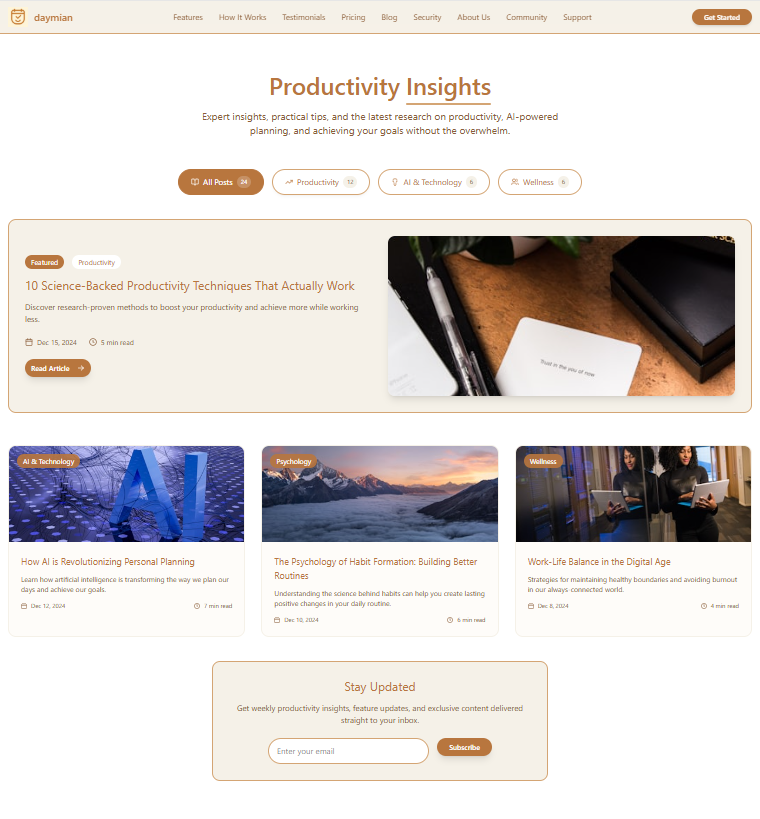 daymian
Features How It Works Testimonials Pricing Blog Security About Us Community Support
Get Started
Productivity Insights
Expert insights, practical tips, and the latest research on productivity, AI-powered
planning, and achieving your goals without the overwhelm.
All Posts 24
Productivity 12
AI & Technology 6
Wellness 6
Featured Productivity
10 Science-Backed Productivity Techniques That Actually Work
Discover research-proven methods to boost your productivity and achieve more while working
less.
Dec 15, 2024 5 min read
Read Article
Trust in the you of now
AI & Technology
AI
How AI is Revolutionizing Personal Planning
Learn how artificial intelligence is transforming the way we plan our
days and achieve our goals.
Dec 12, 2024 7 min read
Psychology
The Psychology of Habit Formation: Building Better
Routines
Understanding the science behind habits can help you create lasting
positive changes in your daily routine.
Dec 10, 2024 6 min read
Wellness
Work-Life Balance in the Digital Age
Strategies for maintaining healthy boundaries and avoiding burnout
in our always-connected world.
Dec 8, 2024 4 min read
Stay Updated
Get weekly productivity insights, feature updates, and exclusive content delivered
straight to your inbox.
Enter your email
Subscribe